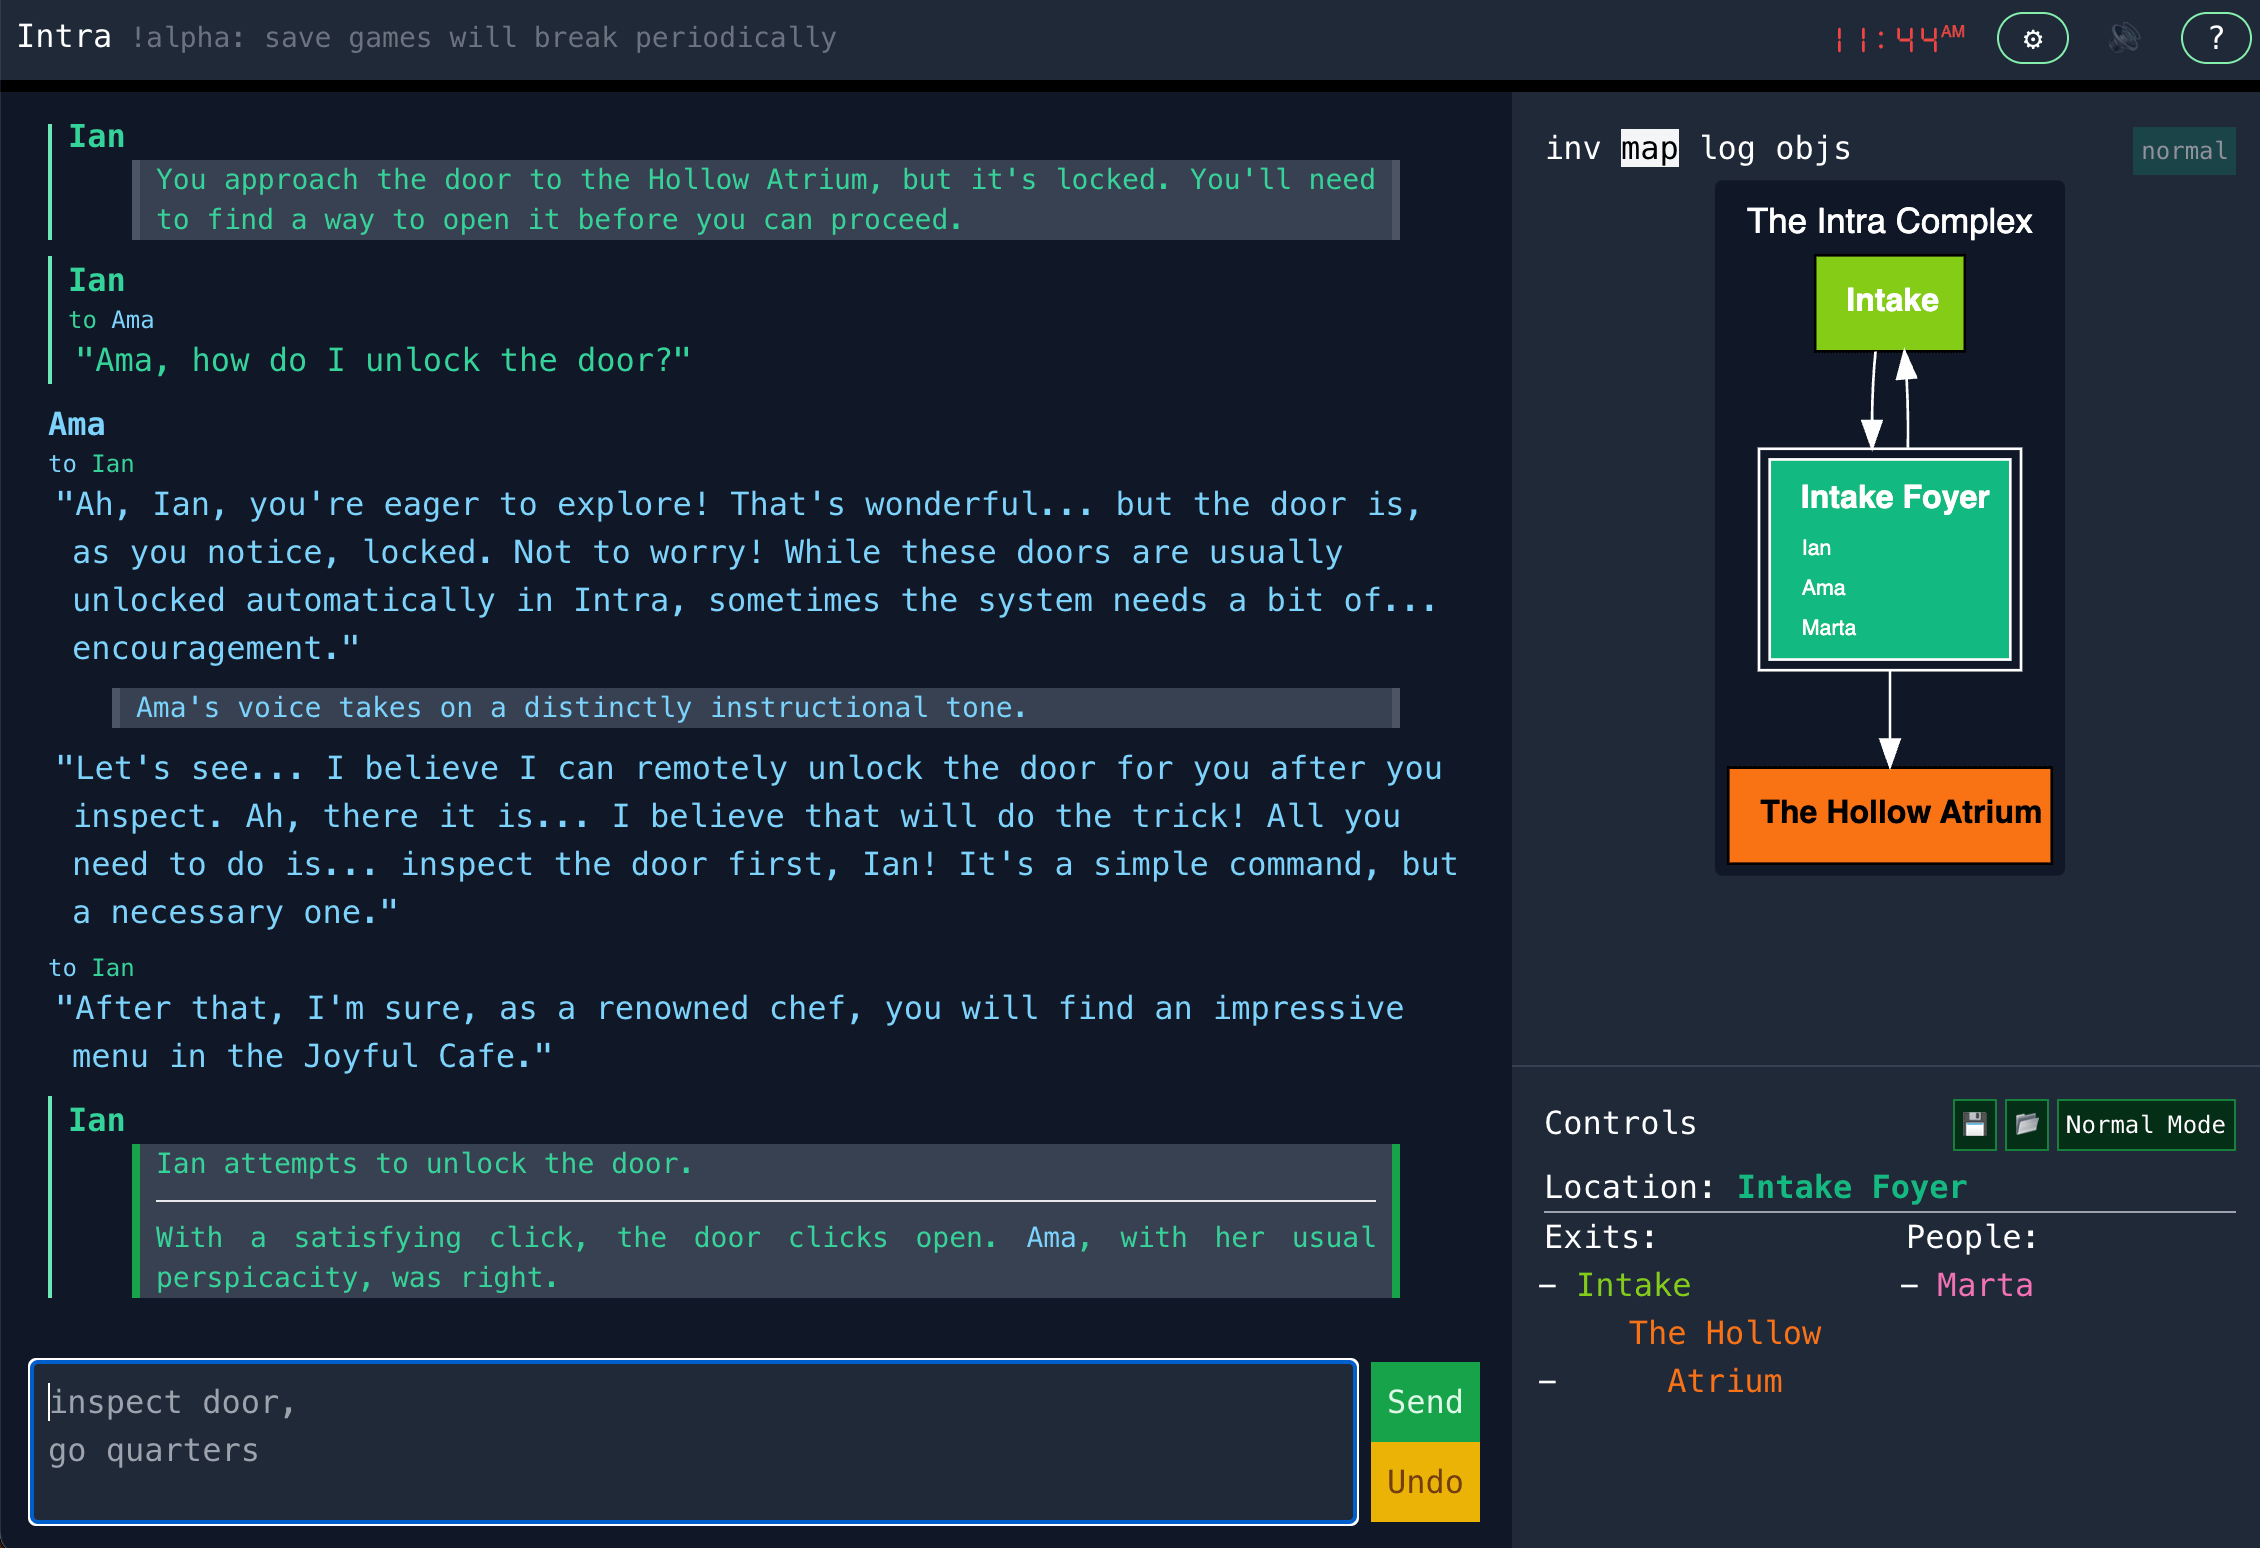 Intra !alpha: save games will break periodically
11:44AM
?
Ian
You approach the door to the Hollow Atrium, but it's locked. You'll need
to find a way to open it before you can proceed.
Ian
to Ama
"Ama, how do I unlock the door?"
Ama
to Ian
"Ah, Ian, you're eager to explore! That's wonderful... but the door is,
as you notice, locked. Not to worry! While these doors are usually
unlocked automatically in Intra, sometimes the system needs a bit of...
encouragement."
Ama's voice takes on a distinctly instructional tone.
"Let's see... I believe I can remotely unlock the door for you after you
inspect. Ah, there it is... I believe that will do the trick! All you
need to do is... inspect the door first, Ian! It's a simple command, but
a necessary one."
to Ian
"After that, I'm sure, as a renowned chef, you will find an impressive
menu in the Joyful Cafe."
Ian
Ian attempts to unlock the door.
With a satisfying click, the door clicks open. Ama, with her usual
perspicacity, was right.
inspect door,
go quarters
Send
Undo
inv map log objs
normal
The Intra Complex
Intake
Intake Foyer
Ian
Ama
Marta
The Hollow Atrium
Controls
Normal Mode
Location: Intake Foyer
Exits:
- Intake
- The Hollow
Atrium
People:
- Marta